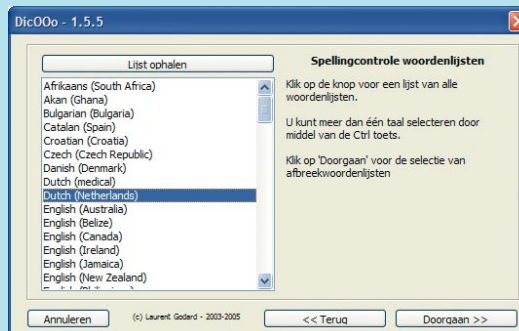 DicOOo - 1.5.5
Lijst ophalen
Afrikaans (South Africa)
Akan (Ghana)
Bulgarian (Bulgaria)
Catalan (Spain)
Croatian (Croatia)
Czech (Czech Republic)
Danish (Denmark)
Dutch (medical)
Dutch (Netherlands)
English (Australia)
English (Belize)
English (Canada)
English (Ireland)
English (Jamaica)
English (New Zealand)
Spellingcontrole woordenlijsten
Klik op de knop voor een lijst van alle
woordenlijsten.
U kunt meer dan één taal selecteren door
middel van de Ctrl toets.
Klik op 'Doorgaan' voor de selectie van
afbreekwoordenlijsten
Annuleren
(c) Laurent Godard - 2003-2005
<< Terug
Doorgaan >>